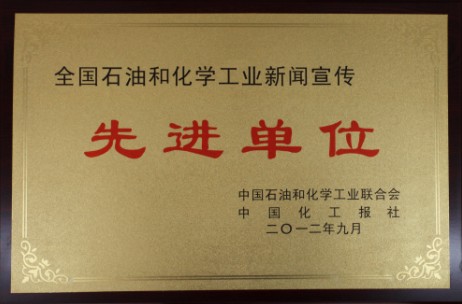 全国石油和化学工业新闻宣传
先进单位
中国石油和化学工业联合会
中国化工报社
二〇一二年九月